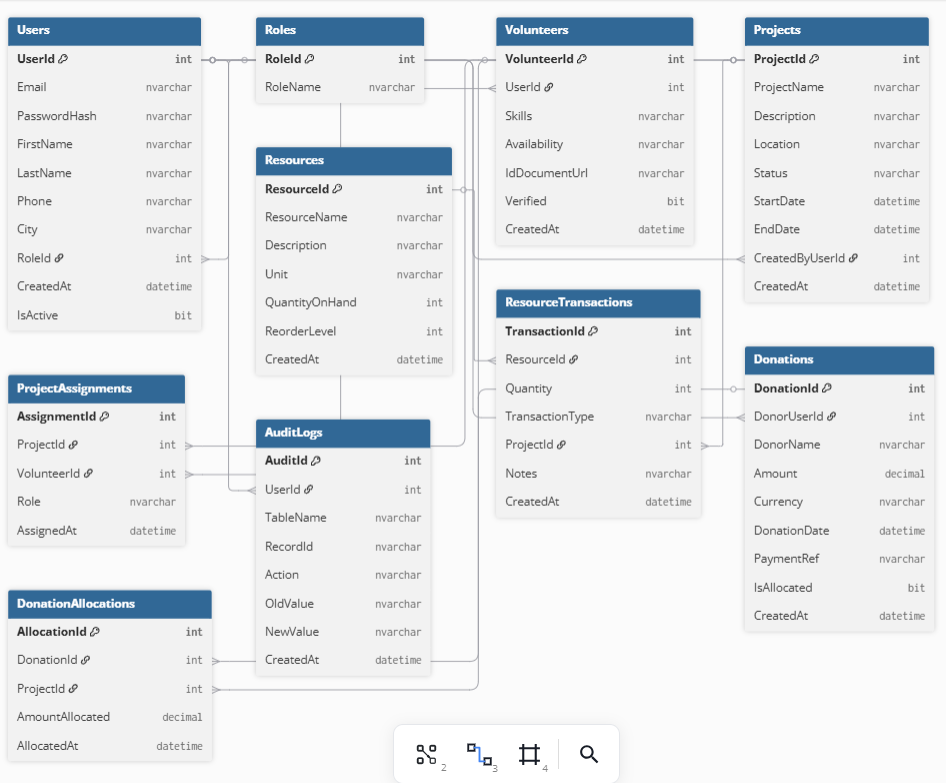 Users
UserId int
Email nvarchar
PasswordHash nvarchar
FirstName nvarchar
LastName nvarchar
Phone nvarchar
City nvarchar
RoleId int
CreatedAt datetime
IsActive bit
Roles
RoleId int
RoleName nvarchar
Volunteers
VolunteerId int
UserId int
Skills nvarchar
Availability nvarchar
IdDocumentUrl nvarchar
Verified bit
CreatedAt datetime
Projects
ProjectId int
ProjectName nvarchar
Description nvarchar
Location nvarchar
Status nvarchar
StartDate datetime
EndDate datetime
CreatedByUserId int
CreatedAt datetime
Resources
ResourceId int
ResourceName nvarchar
Description nvarchar
Unit nvarchar
QuantityOnHand int
ReorderLevel int
CreatedAt datetime
ResourceTransactions
TransactionId int
ResourceId int
Quantity int
TransactionType nvarchar
ProjectId int
Notes nvarchar
CreatedAt datetime
Donations
DonationId int
DonorUserId int
DonorName nvarchar
Amount decimal
Currency nvarchar
DonationDate datetime
PaymentRef nvarchar
IsAllocated bit
CreatedAt datetime
ProjectAssignments
AssignmentId int
ProjectId int
VolunteerId int
Role nvarchar
AssignedAt datetime
AuditLogs
AuditId int
UserId int
TableName nvarchar
RecordId nvarchar
Action nvarchar
OldValue nvarchar
NewValue nvarchar
CreatedAt datetime
DonationAllocations
AllocationId int
DonationId int
ProjectId int
AmountAllocated decimal
AllocatedAt datetime
2 3 4